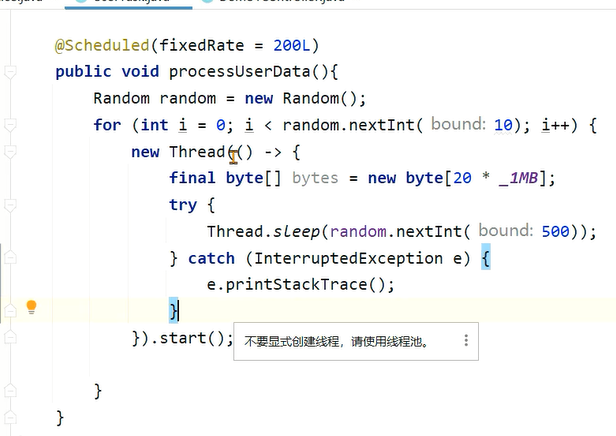 @Scheduled(fixedRate = 200L)
public void processUserData(){
Random random = new Random();
for (int i = 0; i < random.nextInt( bound: 10); i++) {
new Thread(() -> {
final byte[] bytes = new byte[20 * _1MB];
try {
Thread.sleep(random.nextInt( bound: 500));
} catch (InterruptedException e) {
e.printStackTrace();
}
}).start();
不要显式创建线程，请使用线程池。
}
}